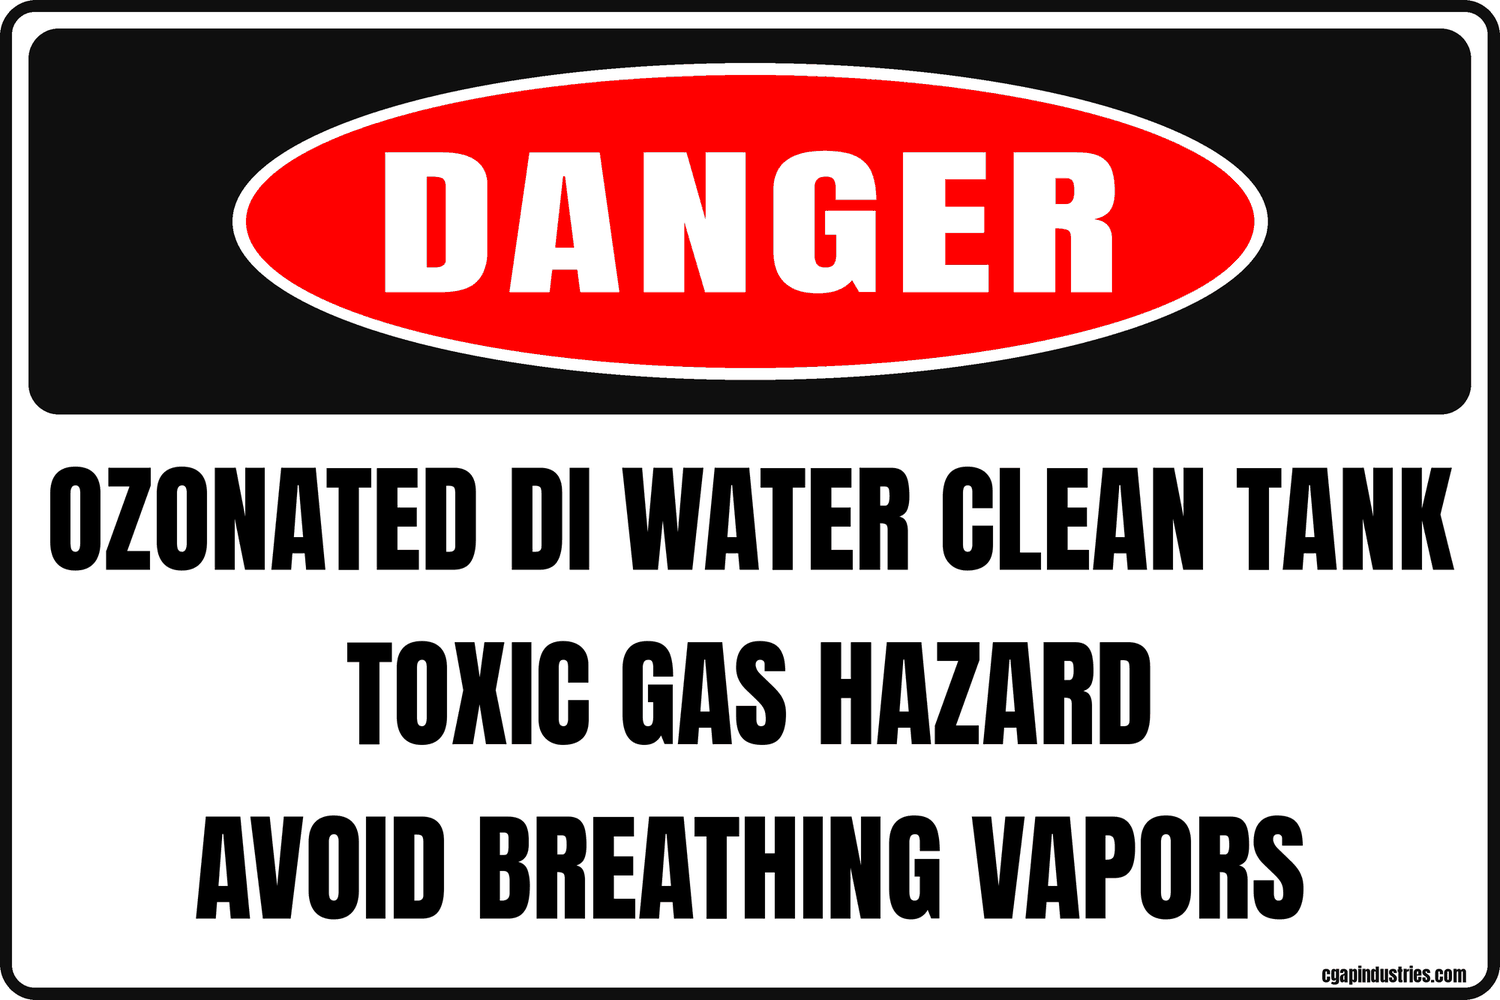 DANGER
OZONATED DI WATER CLEAN TANK
TOXIC GAS HAZARD
AVOID BREATHING VAPORS
cgapindustries.com